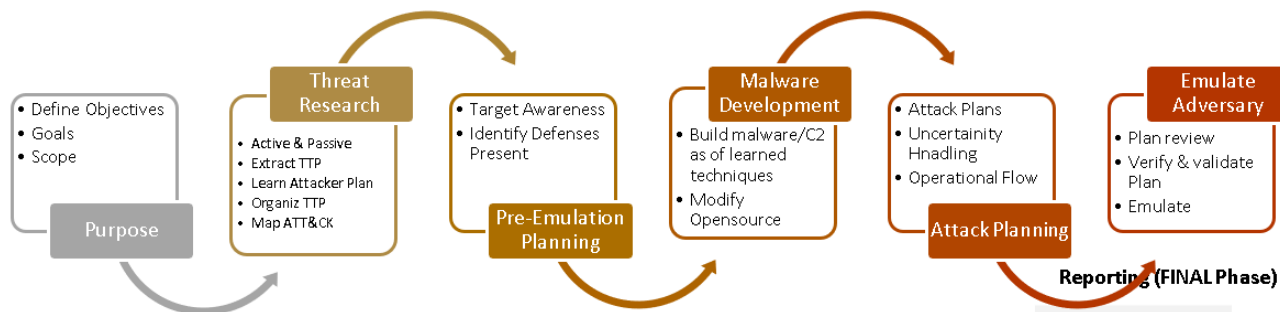 • Define Objectives
• Goals
• Scope
Purpose
Threat
Research
• Active & Passive
• Extract TTP
• Learn Attacker Plan
• Organiz TTP
• Map ATT&CK
• Target Awareness
• Identify Defenses
Present
Pre-Emulation
Planning
Malware
Development
• Build malware/C2
as of learned
techniques
• Modify
Opensource
• Attack Plans
• Uncertainity
Hnadling
• Operational Flow
Attack Planning
Emulate
Adversary
• Plan review
• Verify & validate
Plan
• Emulate
Reporting (FINAL Phase)